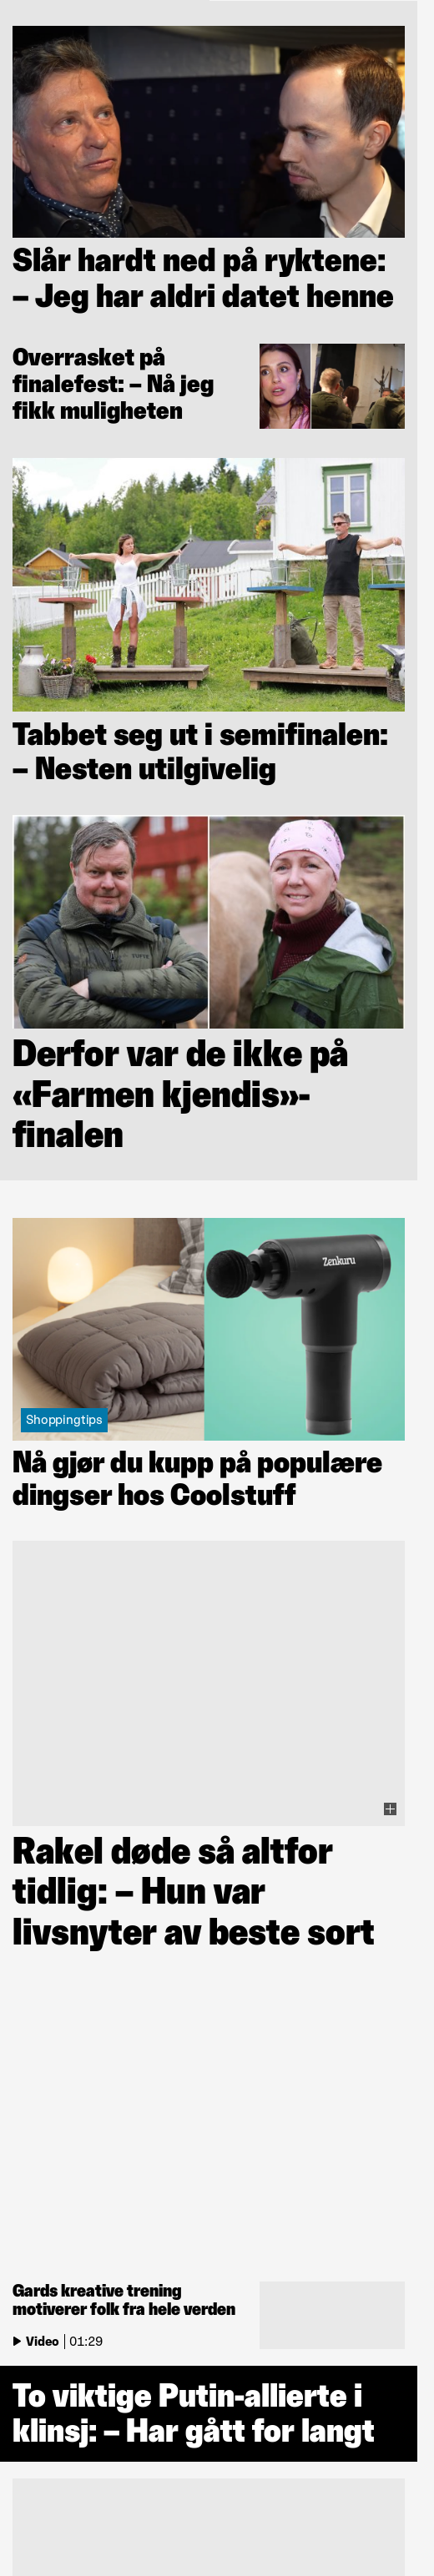 Slår hardt ned på ryktene:
– Jeg har aldri datet henne
Overrasket på
finalefest: – Nå jeg
fikk muligheten
Tabbet seg ut i semifinalen:
– Nesten utilgivelig
Derfor var de ikke på
«Farmen kjendis»-
finalen
Zenkuru
Shoppingtips
Nå gjør du kupp på populære
dingser hos Coolstuff
Rakel døde så altfor
tidlig: – Hun var
livsnyter av beste sort
Gards kreative trening
motiverer folk fra hele verden
Video | 01:29
To viktige Putin-allierte i
klinsj: – Har gått for langt